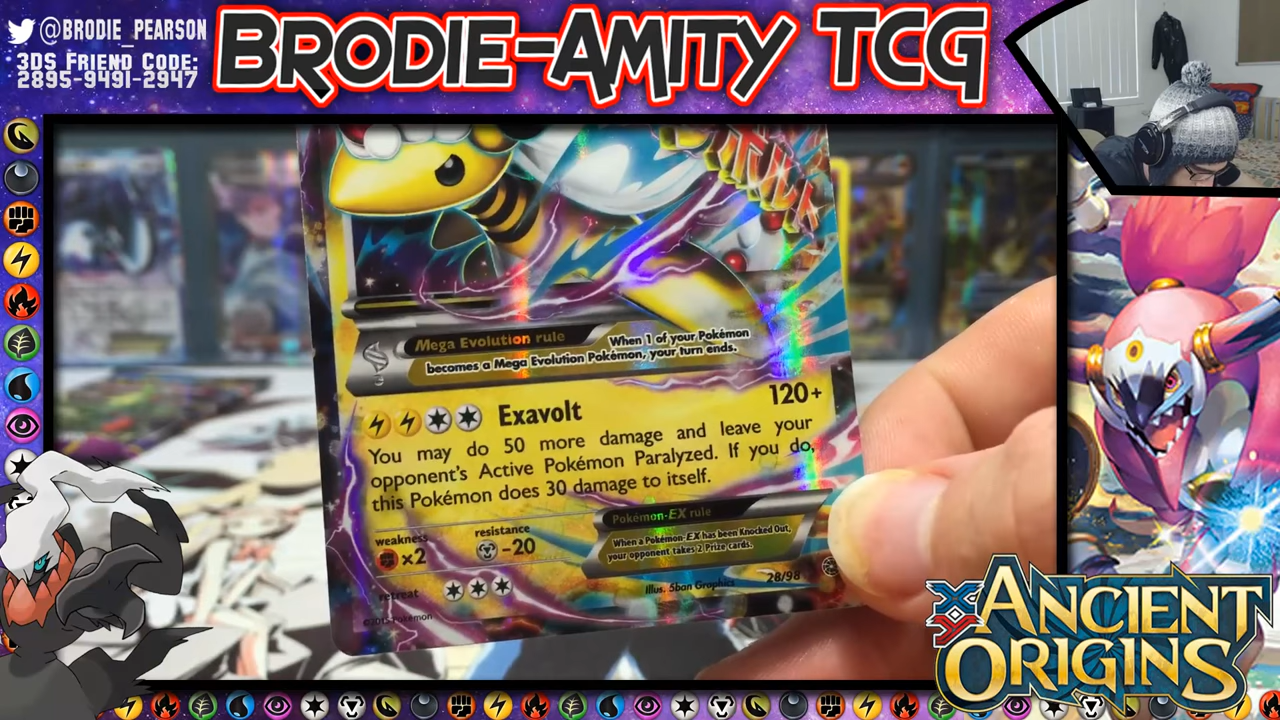 @BRODIE_PEARSON
3DS FRIEND CODE:
2895-9491-2947
BRODIE-AMITY TCG
Mega Evolution rule
When 1 of your Pokémon
becomes a Mega Evolution Pokémon, your turn ends.
Exavolt 120+
You may do 50 more damage and leave your
opponent's Active Pokémon Paralyzed. If you do,
this Pokémon does 30 damage to itself.
weakness
x2
resistance
-20
retreat
Pokémon-EX rule
When a Pokémon-EX has been Knocked Out,
your opponent takes 2 Prize cards.
Illus. 5ban Graphics
28/98
©2015 Pokémon
XY
ANCIENT
ORIGINS